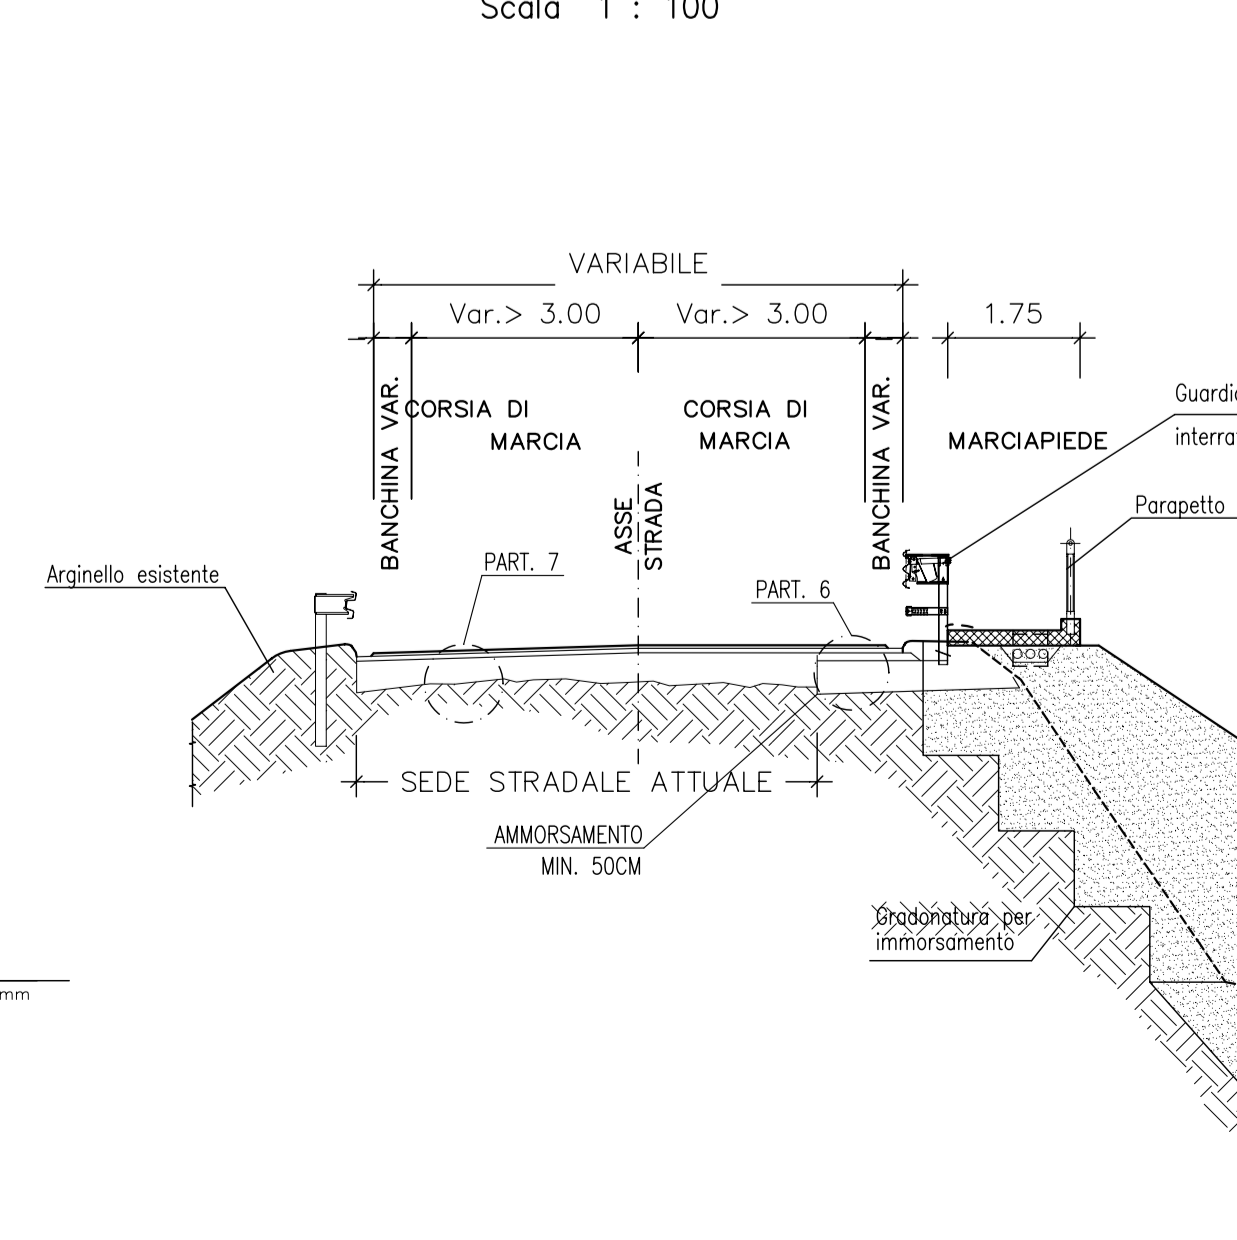 Scala 1 : 100
VARIABILE
Var.> 3.00
Var.> 3.00
1.75
BANCHINA VAR.
CORSIA DI
MARCIA
CORSIA DI
MARCIA
BANCHINA VAR.
MARCIAPIEDE
ASSE
STRADA
Parapetto
Arginello esistente
PART. 7
PART. 6
SEDE STRADALE ATTUALE
AMMORSAMENTO
MIN. 50CM
Gradonatura per
immorsamento
mm